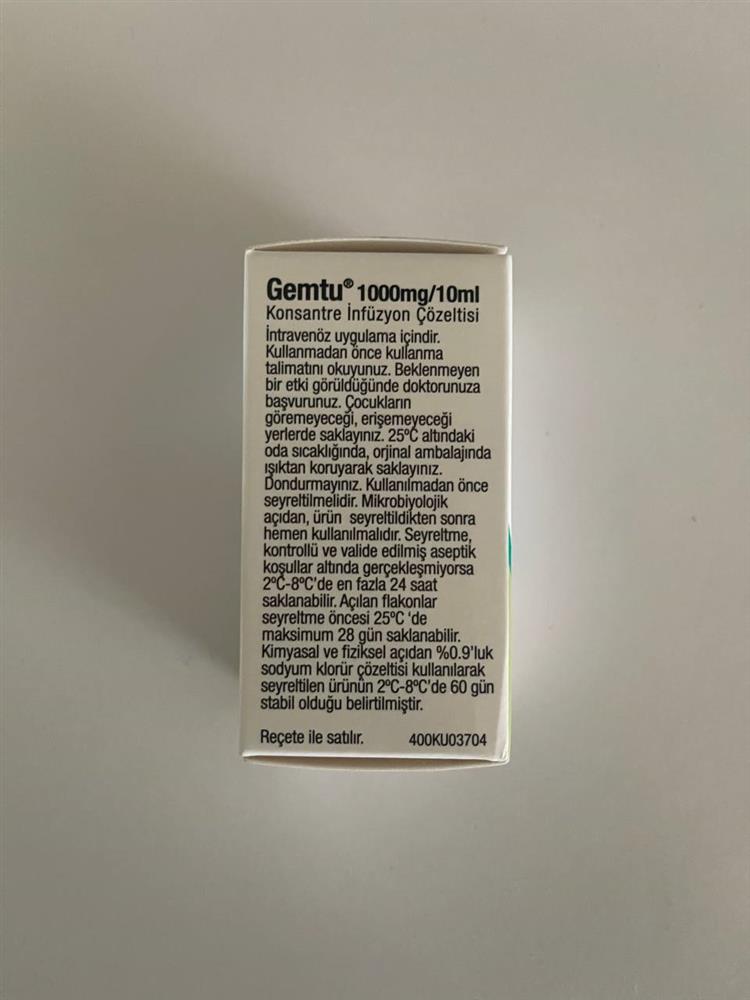 Gemtu® 1000mg/10ml
Konsantre İnfüzyon Çözeltisi
İntravenöz uygulama içindir.
Kullanmadan önce kullanma
talimatını okuyunuz. Beklenmeyen
bir etki görüldüğünde doktorunuza
başvurunuz. Çocukların
göremeyeceği, erişemeyeceği
yerlerde saklayınız. 25ºC altındaki
oda sıcaklığında, orjinal ambalajında
ışıktan koruyarak saklayınız.
Dondurmayınız. Kullanılmadan önce
seyreltilmelidir. Mikrobiyolojik
açıdan, ürün seyreltildikten sonra
hemen kullanılmalıdır. Seyreltme,
kontrollü ve valide edilmiş aseptik
koşullar altında gerçekleşmiyorsa
2ºC-8ºC'de en fazla 24 saat
saklanabilir. Açılan flakonlar
seyreltme öncesi 25ºC 'de
maksimum 28 gün saklanabilir.
Kimyasal ve fiziksel açıdan %0.9'luk
sodyum klorür çözeltisi kullanılarak
seyreltilen ürünün 2ºC-8ºC'de 60 gün
stabil olduğu belirtilmiştir.
Reçete ile satılır. 400KU03704